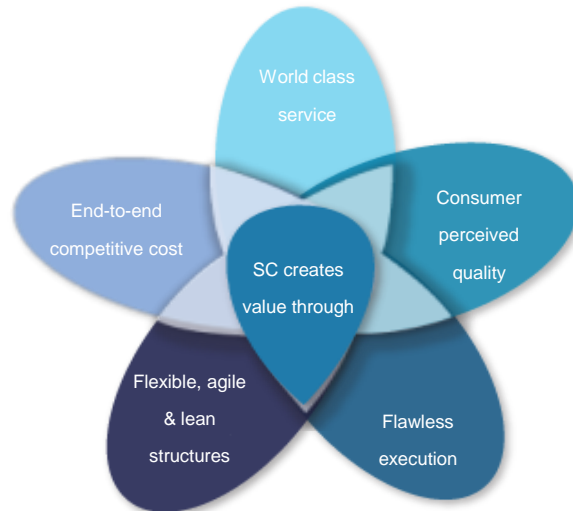 World class
service
Consumer
perceived
quality
End-to-end
competitive cost
SC creates
value through
Flexible, agile
& lean
structures
Flawless
execution